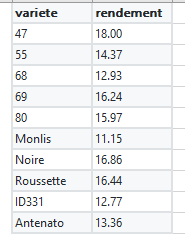 variete rendement
47 18.00
55 14.37
68 12.93
69 16.24
80 15.97
Monlis 11.15
Noire 16.86
Roussette 16.44
ID331 12.77
Antenato 13.36